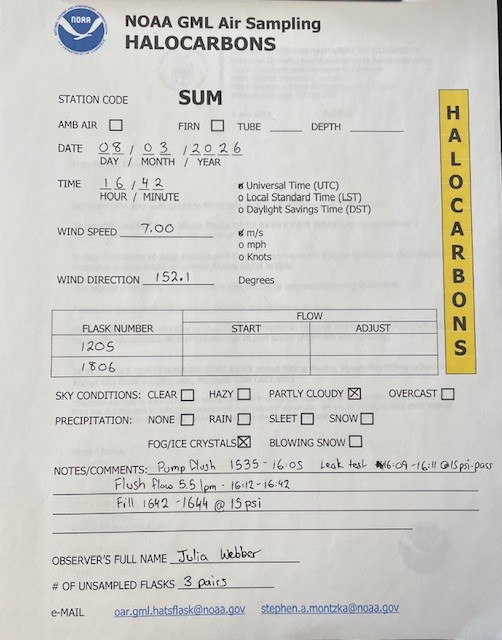 NOAA
NOAA GML Air Sampling
HALOCARBONS
STATION CODE SUM
AMB AIR FIRN TUBE DEPTH
DATE 08 / 03 / 2026
DAY / MONTH / YEAR
TIME 16 / 42
HOUR / MINUTE
Universal Time (UTC)
o Local Standard Time (LST)
o Daylight Savings Time (DST)
WIND SPEED 7.00
m/s
o mph
o Knots
WIND DIRECTION 152.1 Degrees
HALOCARBONS
FLOW
FLASK NUMBER START ADJUST
1205
1806
SKY CONDITIONS: CLEAR HAZY PARTLY CLOUDY OVERCAST
PRECIPITATION: NONE RAIN SLEET SNOW
FOG/ICE CRYSTALS BLOWING SNOW
NOTES/COMMENTS: Pump flush 1535 - 16:05 Leak test 16:09 - 16:11 @ 15psi-pass
Flush flow 5.5 lpm - 16:12 - 16:42
Fill 1642 - 1644 @ 15 psi
OBSERVER'S FULL NAME Julia Webber
# OF UNSAMPLED FLASKS 3 pairs
e-MAIL oar.gml.hatsflask@noaa.gov stephen.a.montzka@noaa.gov